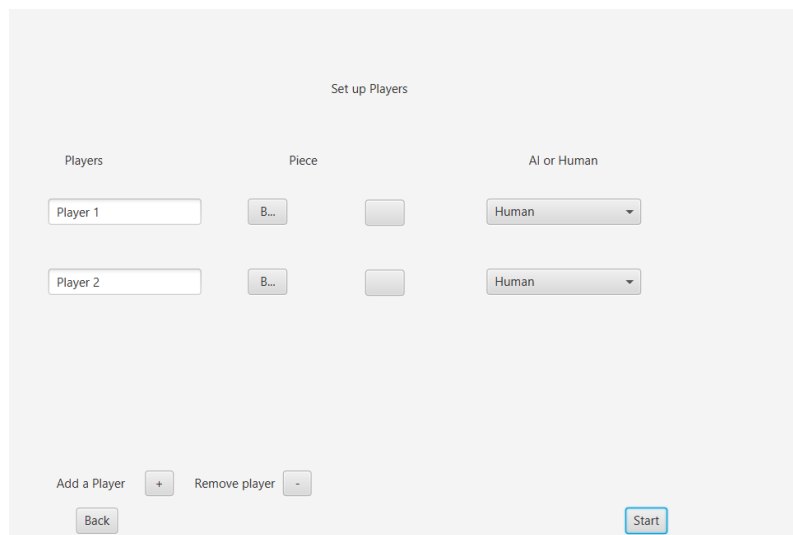 Set up Players
Players Piece AI or Human
Player 1 B... Human
Player 2 B... Human
Add a Player + Remove player -
Back Start